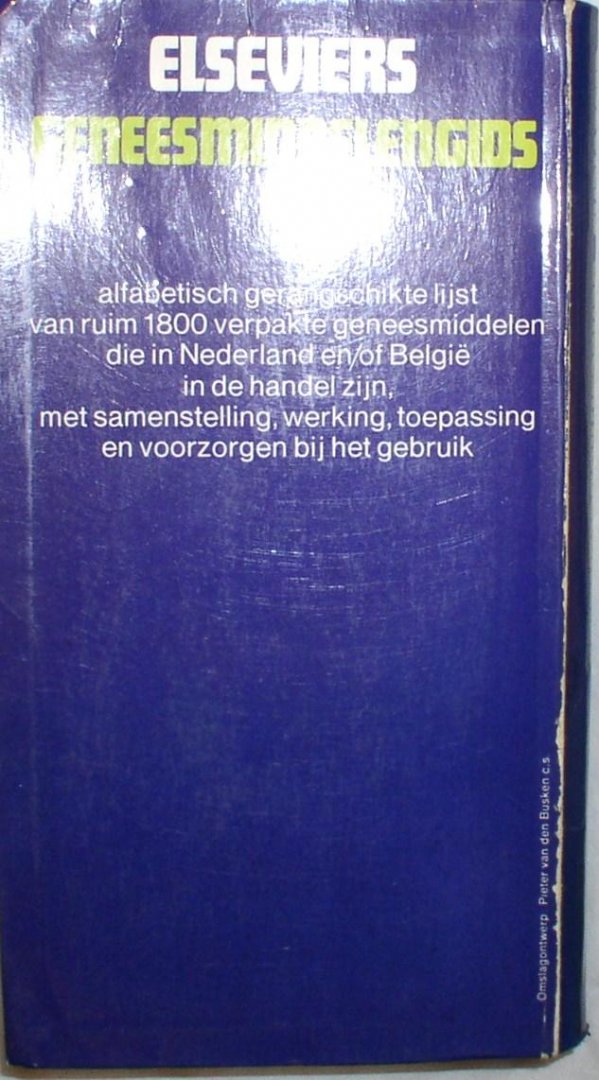 ELSEVIERS
GENEESMIDDELENGIDS
alfabetisch gerangschikte lijst
van ruim 1800 verpakte geneesmiddelen
die in Nederland en/of België
in de handel zijn,
met samenstelling, werking, toepassing
en voorzorgen bij het gebruik
Omslagontwerp Pieter van den Busken c.s.